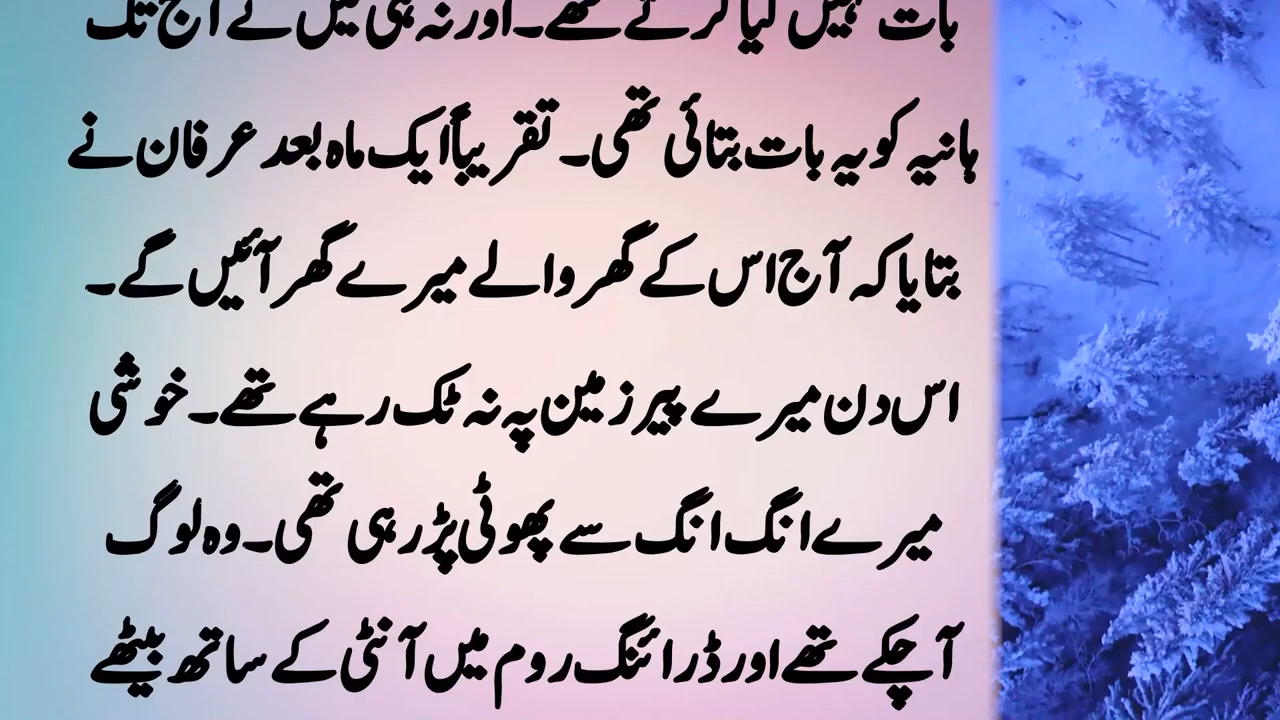 بات نہیں کیا کرتے تھے۔اور نہ ہی میں نے آج تک
ہانیہ کو یہ بات بتائی تھی۔ تقریباًایک ماہ بعد عرفان نے
بتایا کہ آج اس کے گھر والے میرے گھر آئیں گے۔
اس دن میرے پیر زمین پہ نہ ٹک رہے تھے۔خوشی
میرے انگ انگ سے پھوٹی پڑ رہی تھی۔وہ لوگ
آ چکے تھے اور ڈرائنگ روم میں آنٹی کے ساتھ بیٹھے